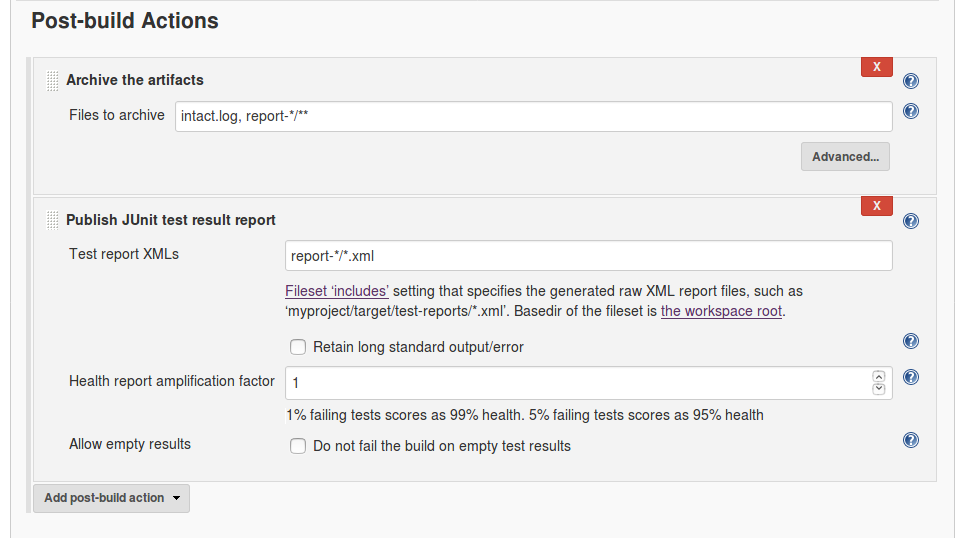 Post-build Actions
X
Archive the artifacts
?
Files to archive
intact.log, report-*/**
?
Advanced...
X
Publish JUnit test result report
?
Test report XMLs
report-*/*.xml
Fileset ‘includes’ setting that specifies the generated raw XML report files, such as
‘myproject/target/test-reports/*.xml’. Basedir of the fileset is the workspace root.
Retain long standard output/error
?
Health report amplification factor
1
?
1% failing tests scores as 99% health. 5% failing tests scores as 95% health
Allow empty results
Do not fail the build on empty test results
?
Add post-build action